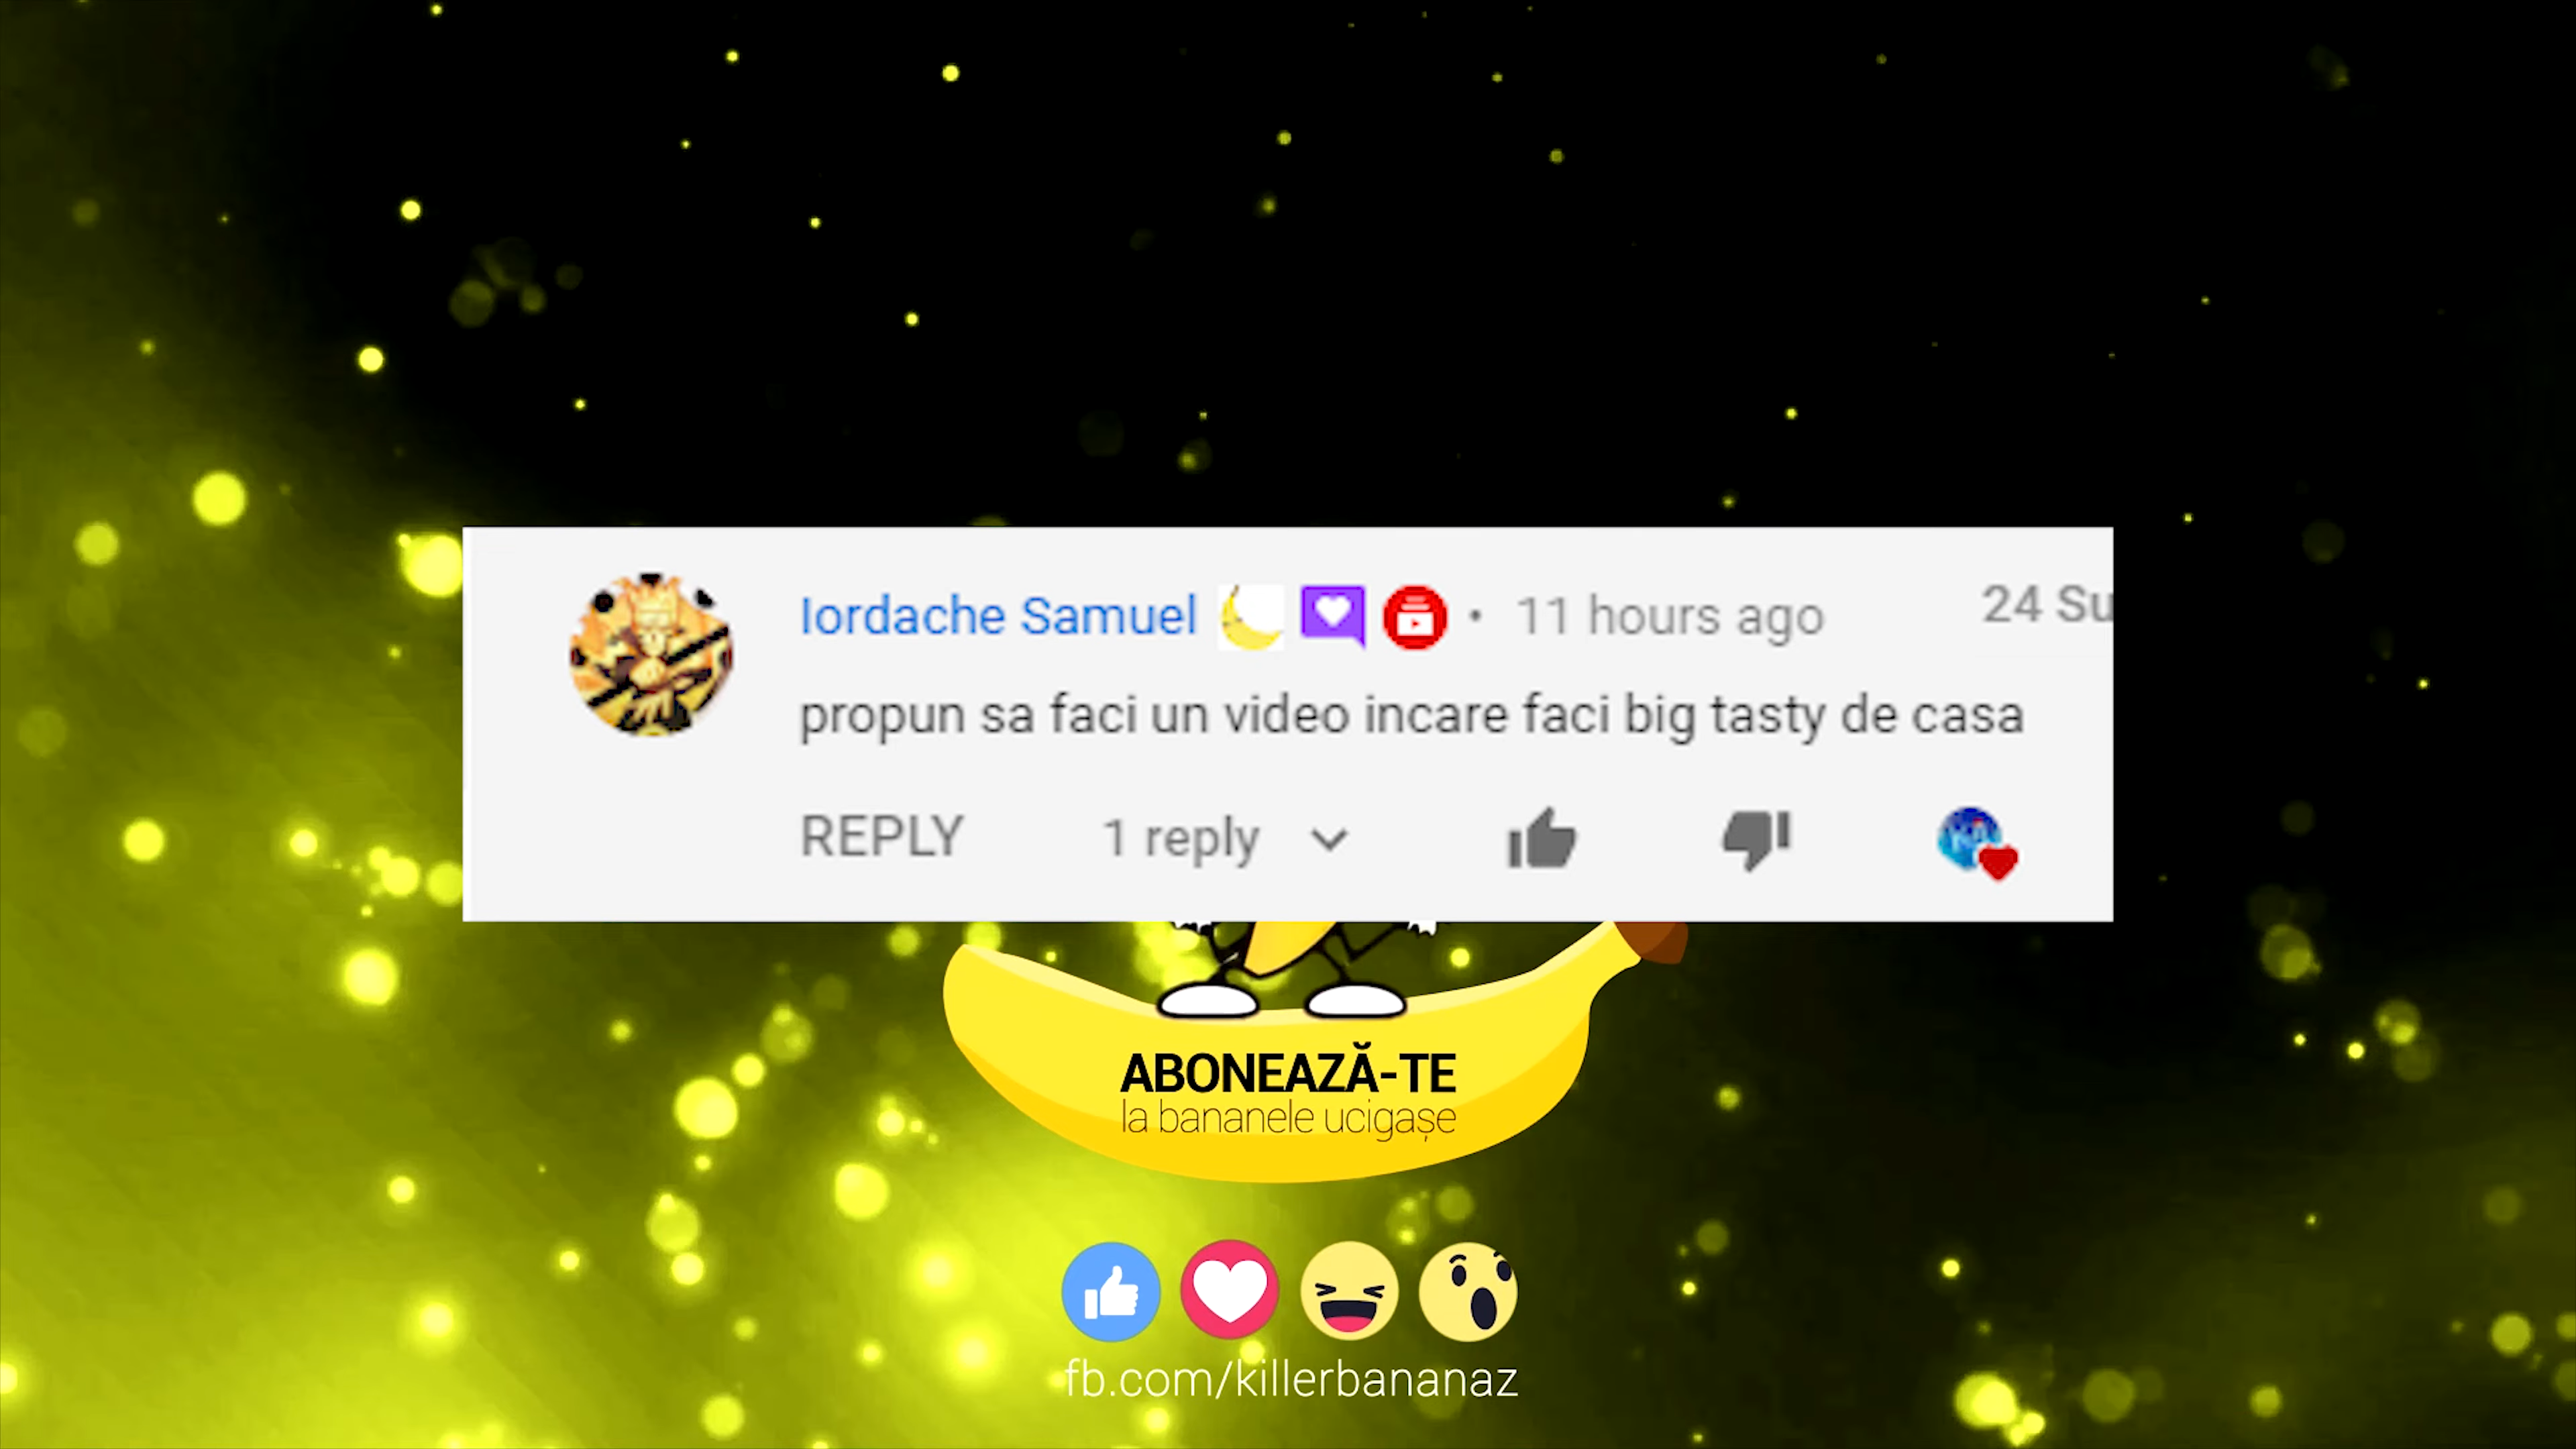 Iordache Samuel • 11 hours ago 24 Su
propun sa faci un video incare faci big tasty de casa
REPLY 1 reply
ABONEAZĂ-TE
la bananele ucigașe
fb.com/killerbananaz